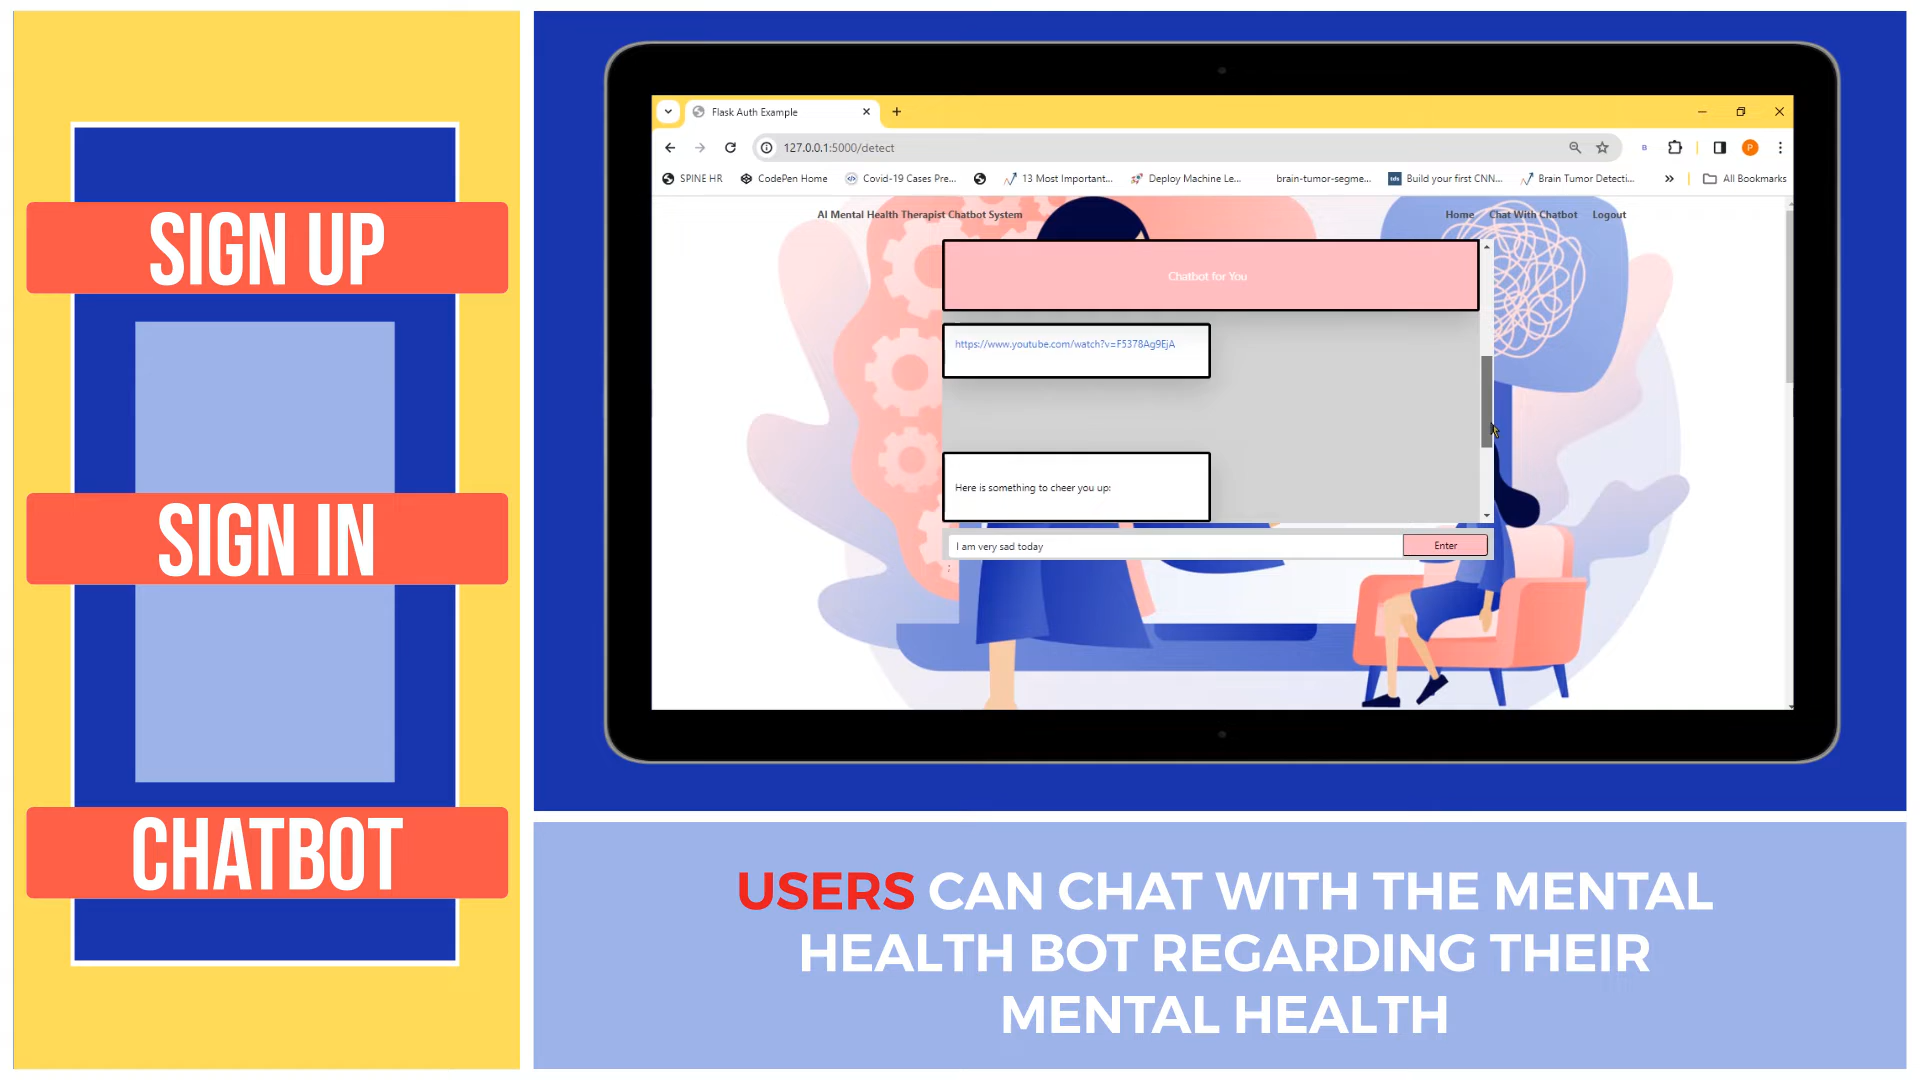 SIGN UP
SIGN IN
CHATBOT
Flask Auth Example
127.0.0.1:5000/detect
SPINE HR
CodePen Home
Covid-19 Cases Pre...
13 Most Important...
Deploy Machine Le...
brain-tumor-segme...
tds
Build your first CNN...
Brain Tumor Detecti...
All Bookmarks
P
B
AI Mental Health Therapist Chatbot System
Home
Chat With Chatbot
Logout
Chatbot for You
https://www.youtube.com/watch?v=F5378Ag9EjA
Here is something to cheer you up:
I am very sad today
Enter
USERS CAN CHAT WITH THE MENTAL
HEALTH BOT REGARDING THEIR
MENTAL HEALTH